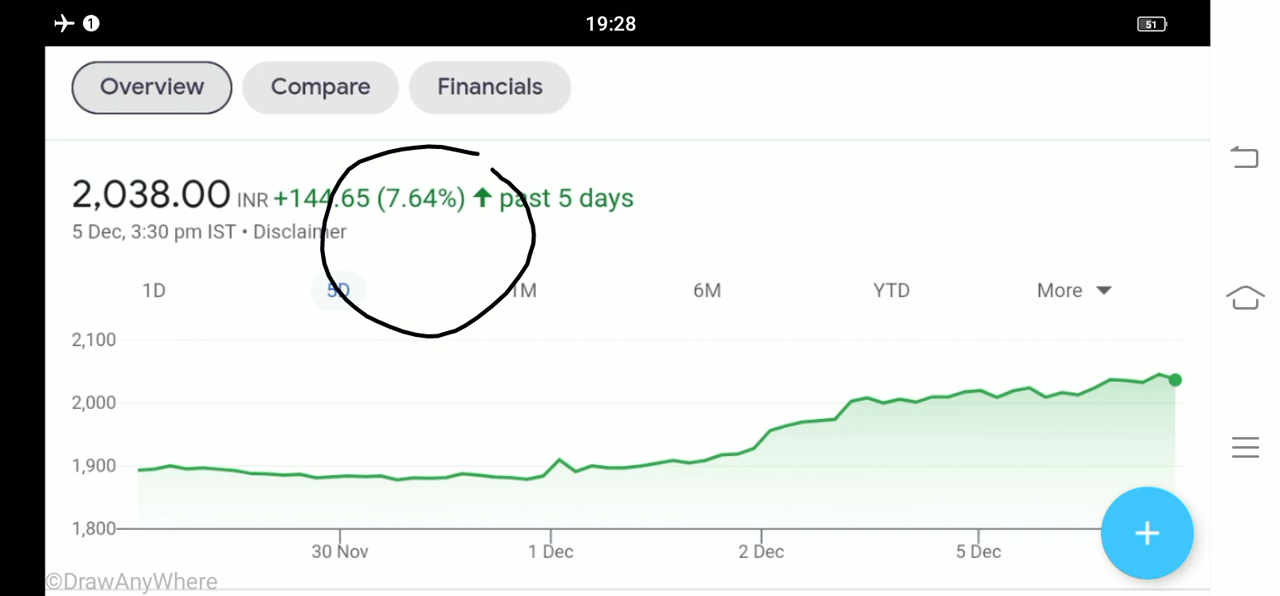 1 19:28 51
Overview Compare Financials
2,038.00 INR +144.65 (7.64%) ↑ past 5 days
5 Dec, 3:30 pm IST • Disclaimer
1D 5D 1M 6M YTD More
2,100
2,000
1,900
1,800
30 Nov 1 Dec 2 Dec 5 Dec
©DrawAnyWhere